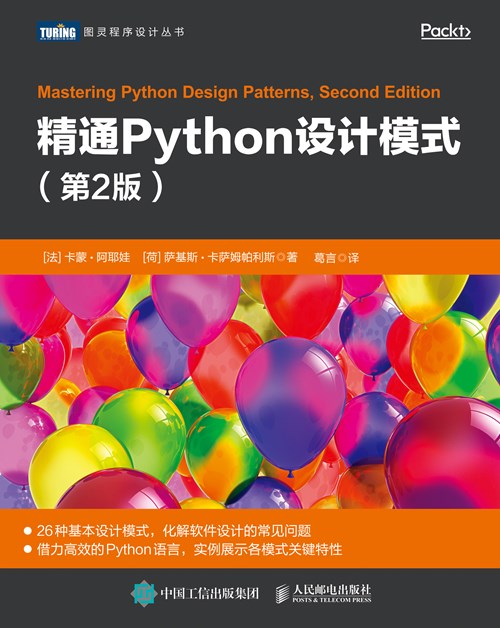 TURING 图灵程序设计丛书
Packt>
Mastering Python Design Patterns, Second Edition
精通Python设计模式
（第2版）
[法] 卡蒙·阿耶娃 [荷] 萨基斯·卡萨姆帕利斯◎著 葛言◎译
● 26种基本设计模式，化解软件设计的常见问题
● 借力高效的Python语言，实例展示各模式关键特性
中国工信出版集团
人民邮电出版社
POSTS & TELECOM PRESS